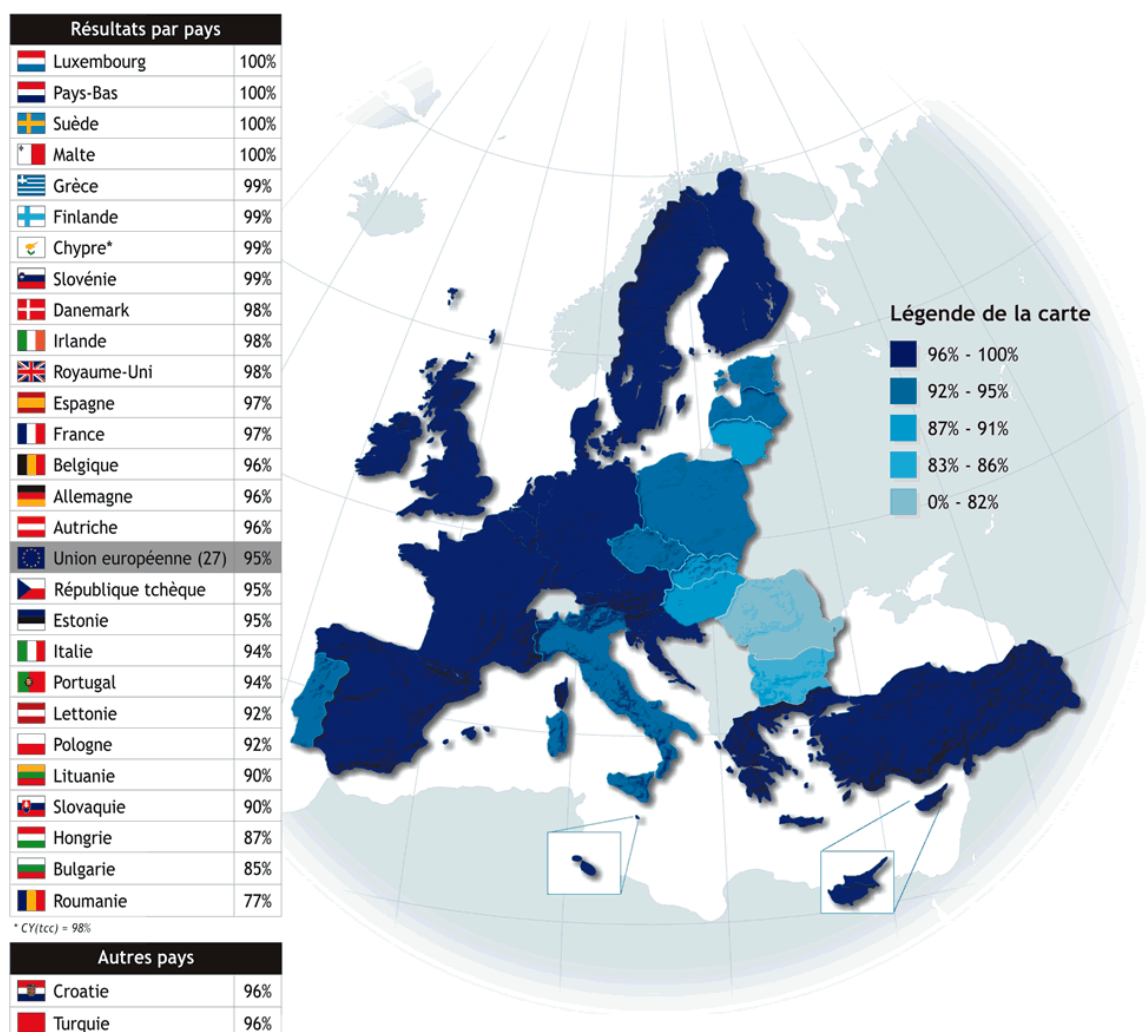 Résultats par pays
Luxembourg 100%
Pays-Bas 100%
Suède 100%
Malte 100%
Grèce 99%
Finlande 99%
Chypre* 99%
Slovénie 99%
Danemark 98%
Irlande 98%
Royaume-Uni 98%
Espagne 97%
France 97%
Belgique 96%
Allemagne 96%
Autriche 96%
Union européenne (27) 95%
République tchèque 95%
Estonie 95%
Italie 94%
Portugal 94%
Lettonie 92%
Pologne 92%
Lituanie 90%
Slovaquie 90%
Hongrie 87%
Bulgarie 85%
Roumanie 77%
* CY(tcc) = 98%
Autres pays
Croatie 96%
Turquie 96%
Légende de la carte
96% - 100%
92% - 95%
87% - 91%
83% - 86%
0% - 82%